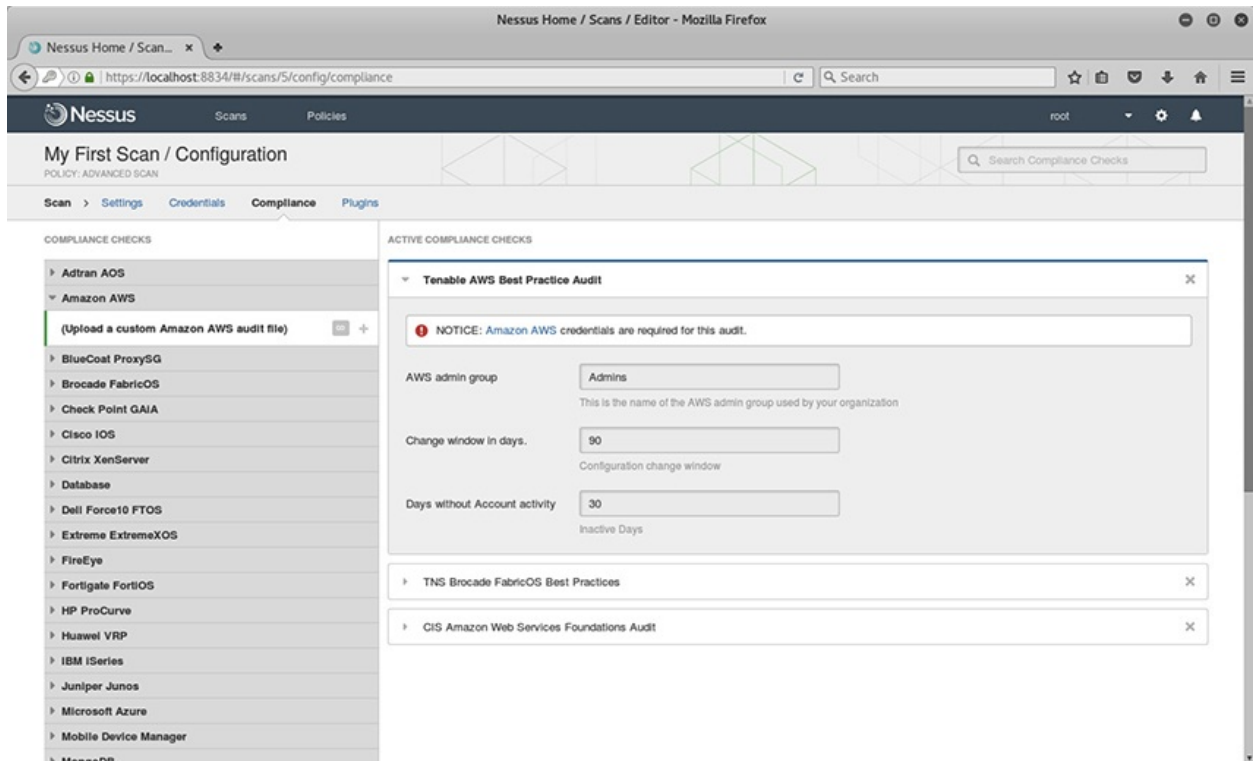 Nessus Home / Scans / Editor - Mozilla Firefox
Nessus Home / Scan...
https://localhost:8834/#/scans/5/config/compliance
Search
Nessus
Scans
Policies
root
My First Scan / Configuration
POLICY: ADVANCED SCAN
Search Compliance Checks
Scan > Settings Credentials Compliance Plugins
COMPLIANCE CHECKS
Adtran AOS
Amazon AWS
(Upload a custom Amazon AWS audit file)
BlueCoat ProxySG
Brocade FabricOS
Check Point GAiA
Cisco IOS
Citrix XenServer
Database
Dell Force10 FTOS
Extreme ExtremeXOS
FireEye
Fortigate FortiOS
HP ProCurve
Huawei VRP
IBM iSeries
Juniper Junos
Microsoft Azure
Mobile Device Manager
MongoDB
ACTIVE COMPLIANCE CHECKS
Tenable AWS Best Practice Audit
NOTICE: Amazon AWS credentials are required for this audit.
AWS admin group
Admins
This is the name of the AWS admin group used by your organization
Change window in days.
90
Configuration change window
Days without Account activity
30
Inactive Days
TNS Brocade FabricOS Best Practices
CIS Amazon Web Services Foundations Audit